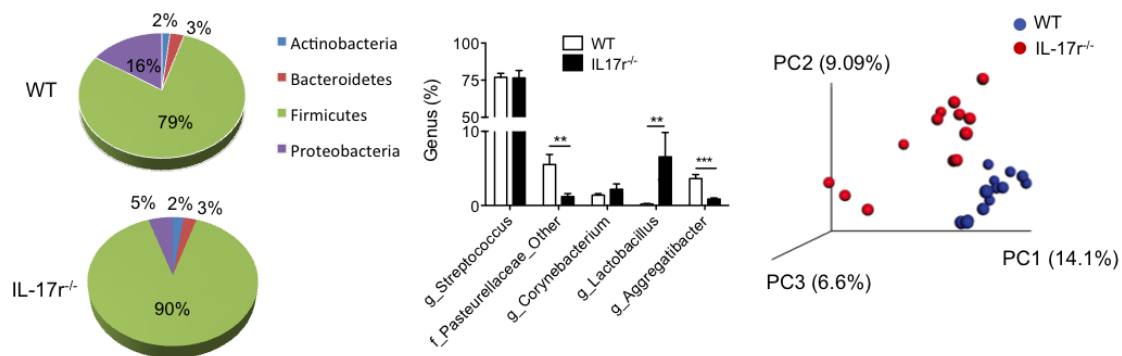 2%
3%
16%
WT
79%
Actinobacteria
Bacteroidetes
Firmicutes
Proteobacteria
5%
2%
3%
IL-17r-/-
90%
Genus (%)
100
75
50
25
10
0
WT
IL17r-/-
**
**
***
g_Streptococcus
f_Pasteurellaceae_Other
g_Corynebacterium
g_Lactobacillus
g_Aggregatibacter
WT
IL-17r-/-
PC2 (9.09%)
PC1 (14.1%)
PC3 (6.6%)